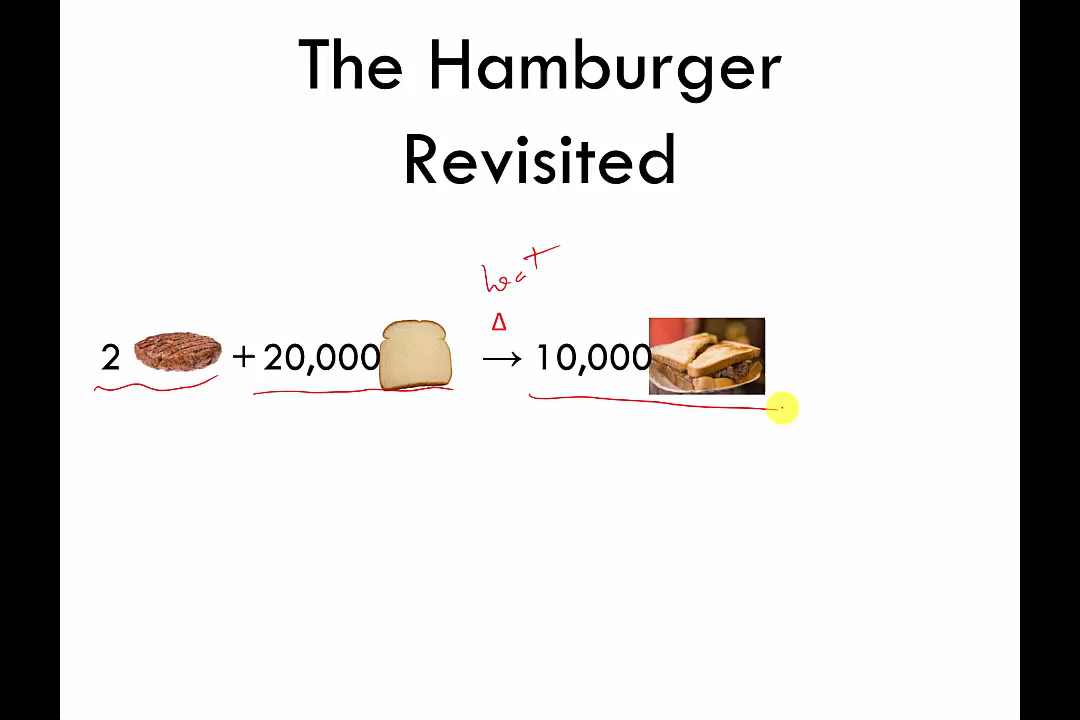 The Hamburger
Revisited
heat
Δ
2 + 20,000 → 10,000